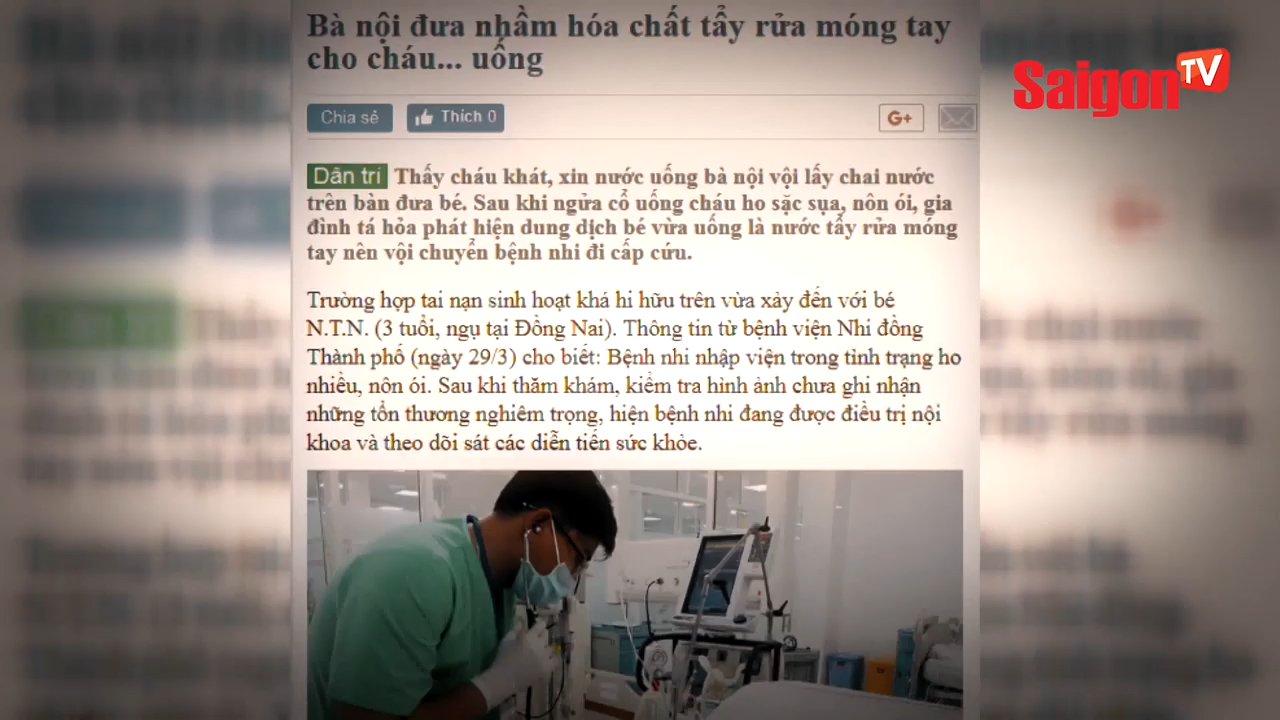 Bà nội đưa nhầm hóa chất tẩy rửa móng tay
cho cháu... uống
SaigonTV
Chia sẻ
Thích 0
G+
Dân trí Thấy cháu khát, xin nước uống bà nội vội lấy chai nước
trên bàn đưa bé. Sau khi ngửa cổ uống cháu ho sặc sụa, nôn ói, gia
đình tá hỏa phát hiện dung dịch bé vừa uống là nước tẩy rửa móng
tay nên vội chuyển bệnh nhi đi cấp cứu.
Trường hợp tai nạn sinh hoạt khá hi hữu trên vừa xảy đến với bé
N.T.N. (3 tuổi, ngụ tại Đồng Nai). Thông tin từ bệnh viện Nhi đồng
Thành phố (ngày 29/3) cho biết: Bệnh nhi nhập viện trong tình trạng ho
nhiều, nôn ói. Sau khi thăm khám, kiểm tra hình ảnh chưa ghi nhận
những tổn thương nghiêm trọng, hiện bệnh nhi đang được điều trị nội
khoa và theo dõi sát các diễn tiến sức khỏe.